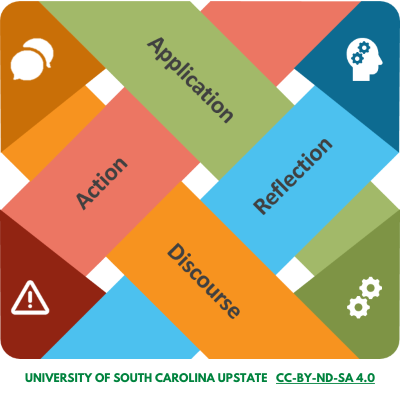 Application
Action
Reflection
Discourse
UNIVERSITY OF SOUTH CAROLINA UPSTATE CC-BY-ND-SA 4.0